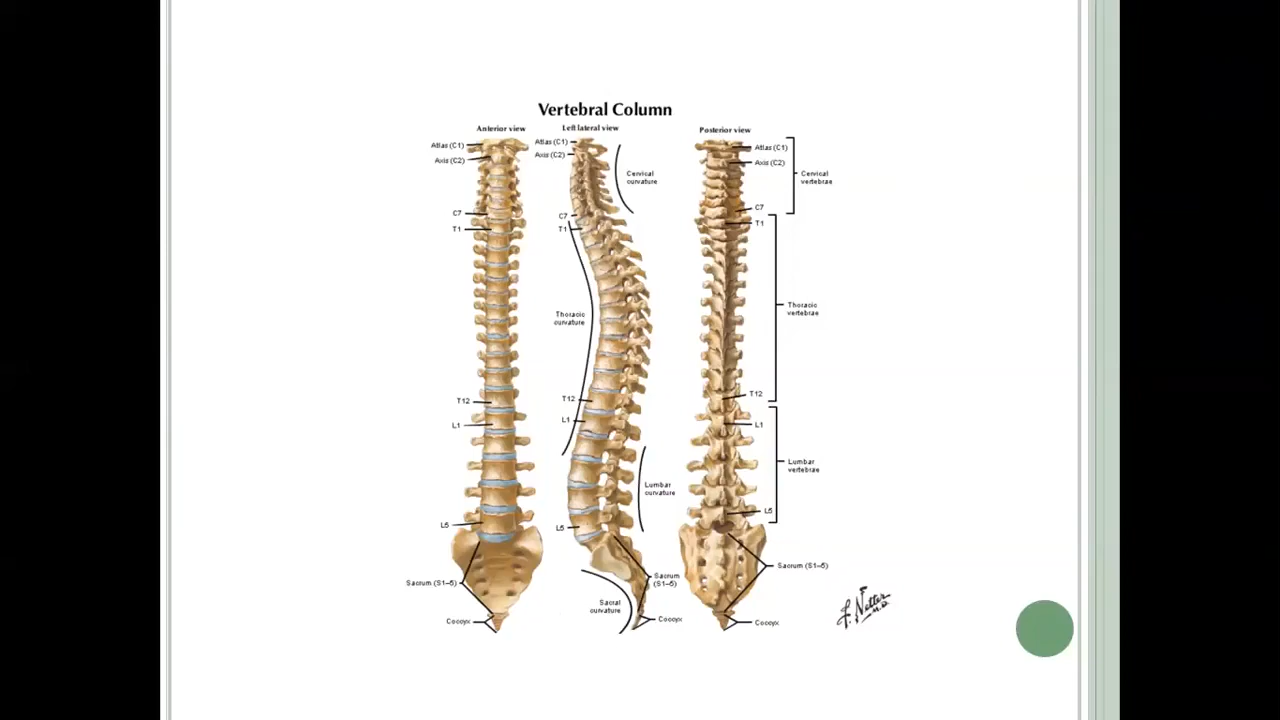 Vertebral Column
Anterior view
Left lateral view
Posterior view
Atlas (C1)
Axis (C2)
C7
T1
T12
L1
L5
Sacrum (S1–5)
Coccyx
Atlas (C1)
Axis (C2)
Cervical
curvature
C7
T1
Thoracic
curvature
T12
L1
Lumbar
curvature
L5
Sacrum
(S1–5)
Sacral
curvature
Coccyx
Atlas (C1)
Axis (C2)
Cervical
vertebrae
C7
T1
Thoracic
vertebrae
T12
L1
Lumbar
vertebrae
L5
Sacrum (S1–5)
Coccyx
F. Netter
M.D.